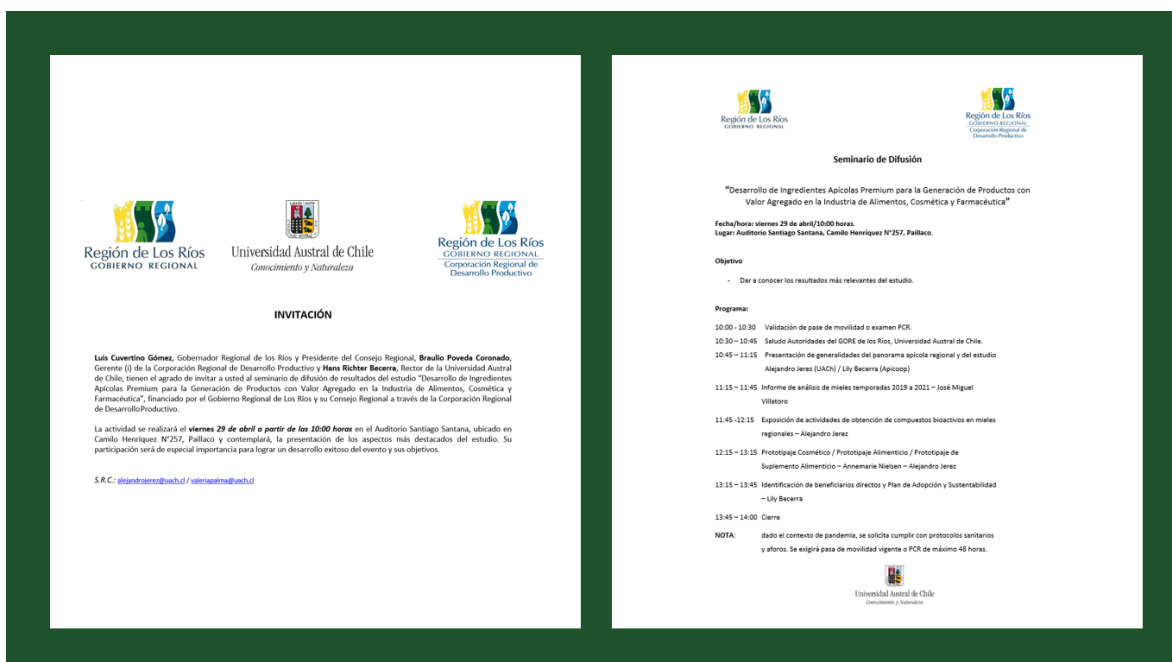 Región de Los Ríos
GOBIERNO REGIONAL
Universidad Austral de Chile
Conocimiento y Naturaleza
Región de Los Ríos
GOBIERNO REGIONAL
Corporación Regional de
Desarrollo Productivo
INVITACIÓN
Luis Cuvertino Gómez, Gobernador Regional de los Rios y Presidente del Consejo Regional, Braulio Poveda Coronado,
Gerente (i) de la Corporación Regional de Desarrollo Productivo y Hans Richter Becerra, Rector de la Universidad Austral
de Chile, tienen el agrado de invitar a usted al seminario de difusión de resultados del estudio "Desarrollo de Ingredientes
Apícolas Premium para la Generación de Productos con Valor Agregado en la Industria de Alimentos, Cosmética y
Farmacéutica", financiado por el Gobierno Regional de Los Ríos y su Consejo Regional a través de la Corporación Regional
de DesarrolloProductivo.
La actividad se realizará el viernes 29 de abril a partir de las 10:00 horas en el Auditorio Santiago Santana, ubicado en
Camilo Henríquez N°257, Paillaco y contemplará, la presentación de los aspectos más destacados del estudio. Su
participación será de especial importancia para lograr un desarrollo exitoso del evento y sus objetivos.
S.R.C.: alejandrojerez@uach.cl / valeriapalma@uach.cl
Región de Los Ríos
GOBIERNO REGIONAL
Región de Los Ríos
GOBIERNO REGIONAL
Corporación Regional de
Desarrollo Productivo
Seminario de Difusión
"Desarrollo de Ingredientes Apícolas Premium para la Generación de Productos con
Valor Agregado en la Industria de Alimentos, Cosmética y Farmacéutica"
Fecha/hora: viernes 29 de abril/10:00 horas.
Lugar: Auditorio Santiago Santana, Camilo Henríquez N°257, Paillaco.
Objetivo
- Dar a conocer los resultados más relevantes del estudio.
Programa:
10:00 - 10:30 Validación de pase de movilidad o examen PCR.
10:30 – 10:45 Saludo Autoridades del GORE de los Ríos, Universidad Austral de Chile.
10:45 – 11:15 Presentación de generalidades del panorama apícola regional y del estudio
Alejandro Jerez (UACh) / Lily Becerra (Apicoop)
11:15 – 11:45 Informe de análisis de mieles temporadas 2019 a 2021 – José Miguel
Villatoro
11:45 -12:15 Exposición de actividades de obtención de compuestos bioactivos en mieles
regionales – Alejandro Jerez
12:15 – 13:15 Prototipaje Cosmético / Prototipaje Alimenticio / Prototipaje de
Suplemento Alimenticio – Annemarie Nielsen – Alejandro Jerez
13:15 – 13:45 Identificación de beneficiarios directos y Plan de Adopción y Sustentabilidad
– Lily Becerra
13:45 – 14:00 Cierre
NOTA: dado el contexto de pandemia, se solicita cumplir con protocolos sanitarios
y aforos. Se exigirá pasa de movilidad vigente o PCR de máximo 48 horas.
Universidad Austral de Chile
Conocimiento y Naturaleza